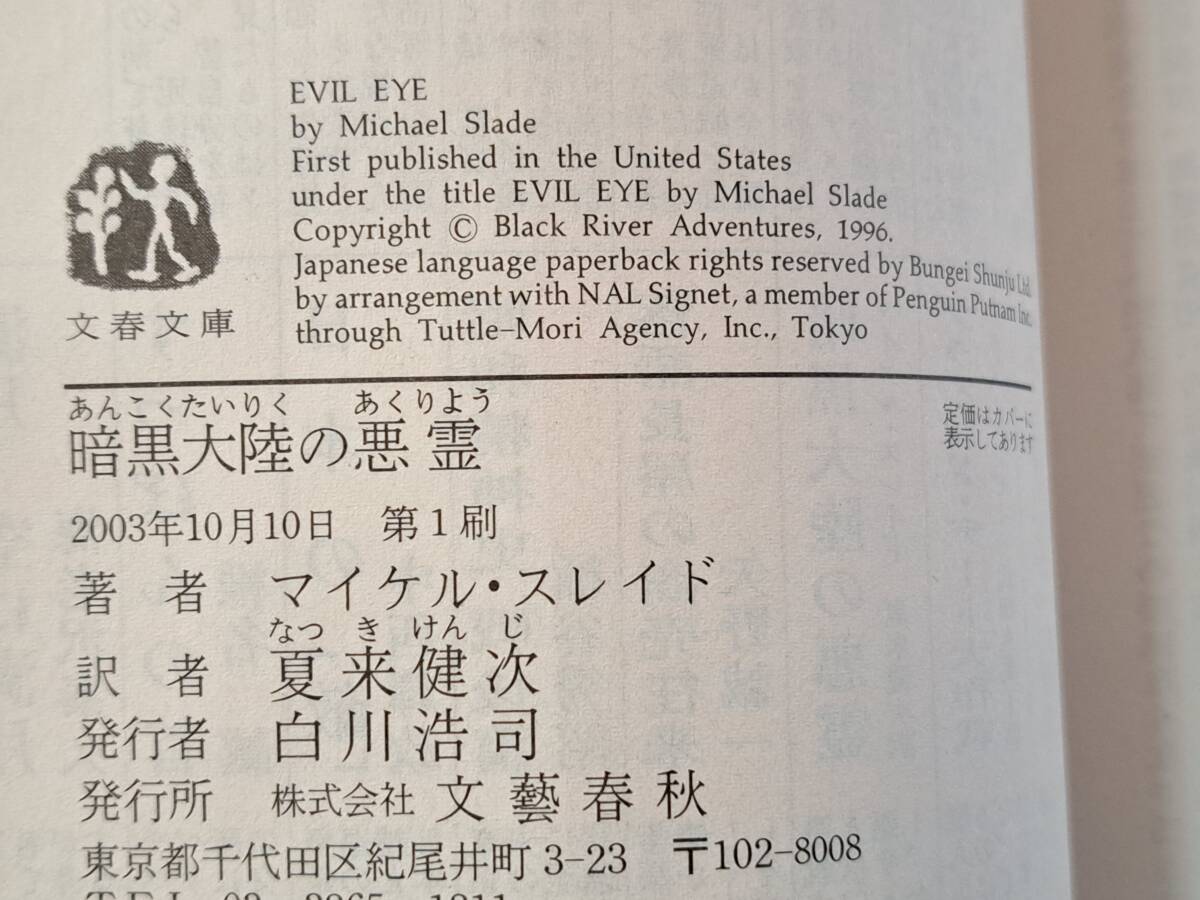 EVIL EYE
by Michael Slade
First published in the United States
under the title EVIL EYE by Michael Slade
Copyright © Black River Adventures, 1996.
Japanese language paperback rights reserved by Bungei Shunju Ltd.
by arrangement with NAL Signet, a member of Penguin Putnam Inc.
through Tuttle–Mori Agency, Inc., Tokyo
文春文庫
定価はカバーに
表示してあります
あんこくたいりく あくりよう
暗黒大陸の悪霊
2003年10月10日 第1刷
著者 マイケル・スレイド
なつ き けん じ
訳者 夏来健次
発行者 白川浩司
発行所 株式会社 文藝春秋
東京都千代田区紀尾井町 3–23 〒102–8008